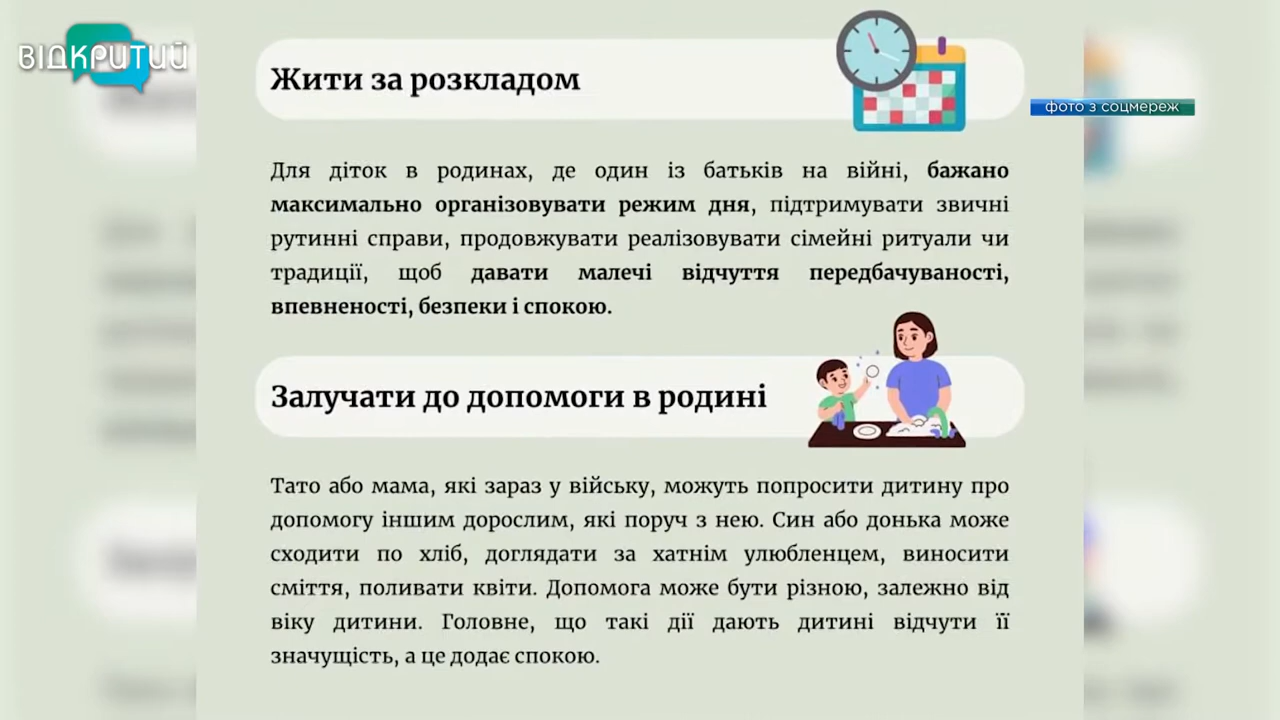 ВІДКРИТИЙ
Жити за розкладом
фото з соцмереж
Для діток в родинах, де один із батьків на війні, бажано
максимально організовувати режим дня, підтримувати звичні
рутинні справи, продовжувати реалізовувати сімейні ритуали чи
традиції, щоб давати малечі відчуття передбачуваності,
впевненості, безпеки і спокою.
Залучати до допомоги в родині
Тато або мама, які зараз у війську, можуть попросити дитину про
допомогу іншим дорослим, які поруч з нею. Син або донька може
сходити по хліб, доглядати за хатнім улюбленцем, виносити
сміття, поливати квіти. Допомога може бути різною, залежно від
віку дитини. Головне, що такі дії дають дитині відчути її
значущість, а це додає спокою.